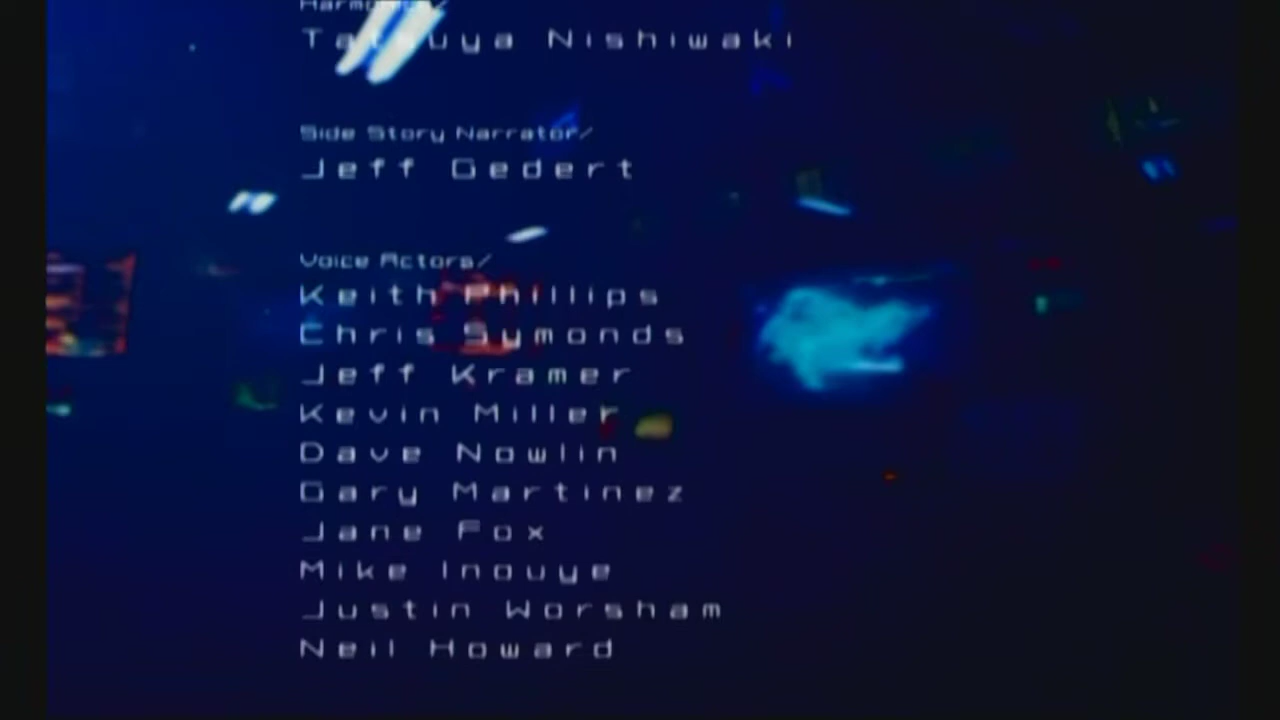 Tatsuya Nishiwaki
Side Story Narrator/
Jeff Gedert
Voice Actors/
Keith Phillips
Chris Symonds
Jeff Kramer
Kevin Miller
Dave Nowlin
Gary Martinez
Jane Fox
Mike Inouye
Justin Worsham
Neil Howard